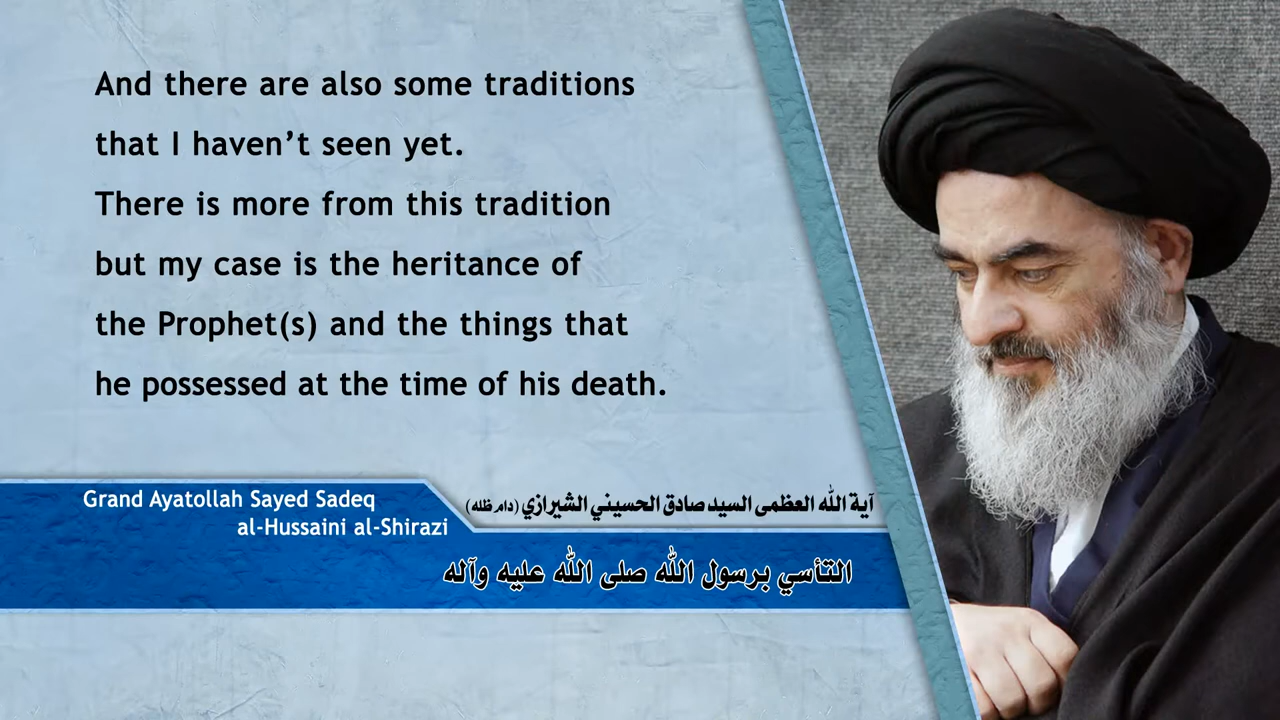 And there are also some traditions
that I haven’t seen yet.
There is more from this tradition
but my case is the heritance of
the Prophet(s) and the things that
he possessed at the time of his death.
Grand Ayatollah Sayed Sadeq
al-Hussaini al-Shirazi
آية الله العظمى السيد صادق الحسيني الشيرازي (دام ظله)
التأسي برسول الله صلى الله عليه وآله